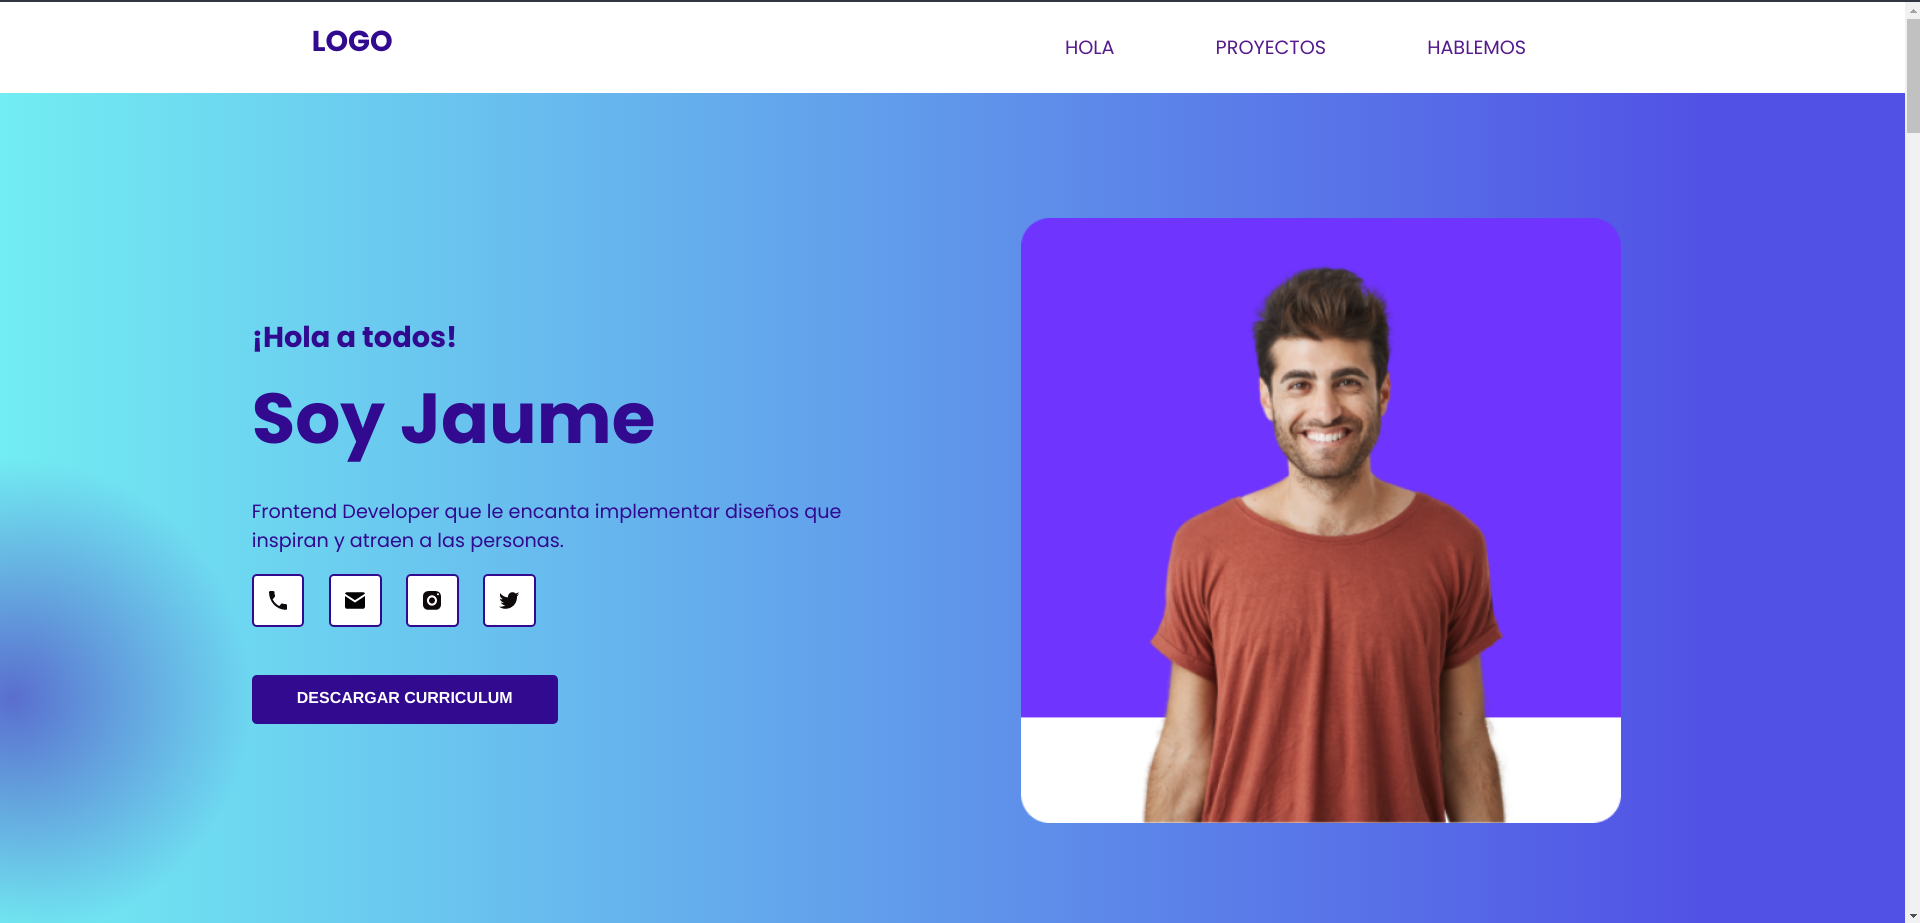 LOGO
HOLA
PROYECTOS
HABLEMOS
¡Hola a todos!
Soy Jaume
Frontend Developer que le encanta implementar diseños que
inspiran y atraen a las personas.
DESCARGAR CURRICULUM